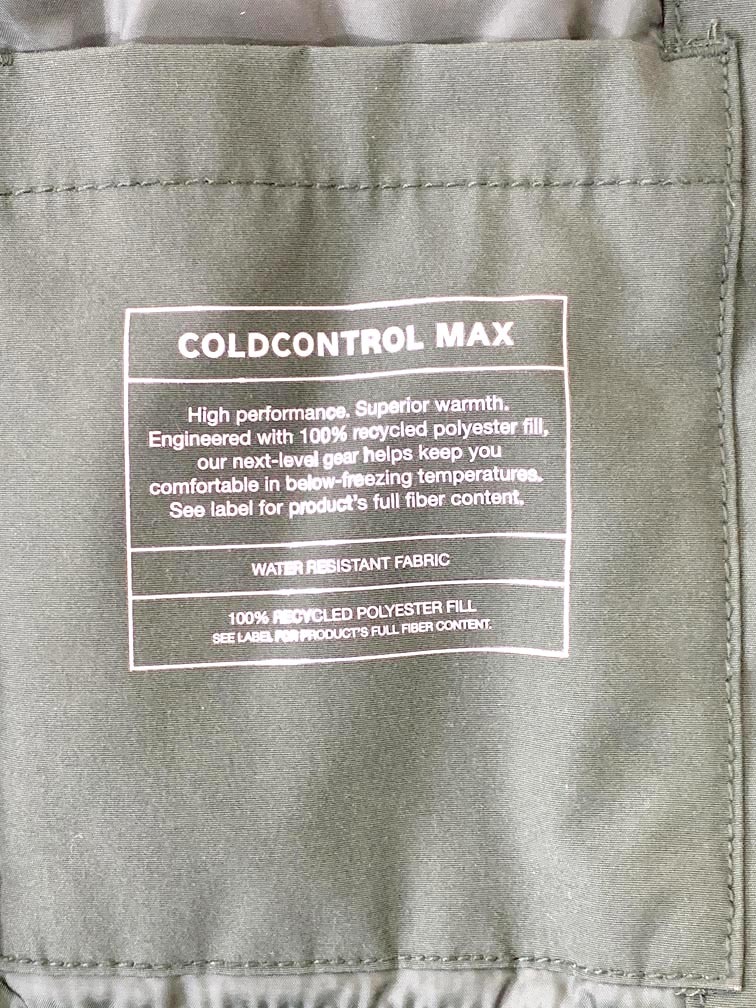 COLDCONTROL MAX
High performance. Superior warmth.
Engineered with 100% recycled polyester fill,
our next-level gear helps keep you
comfortable in below-freezing temperatures.
See label for product's full fiber content.
WATER RESISTANT FABRIC
100% RECYCLED POLYESTER FILL
SEE LABEL FOR PRODUCT'S FULL FIBER CONTENT.